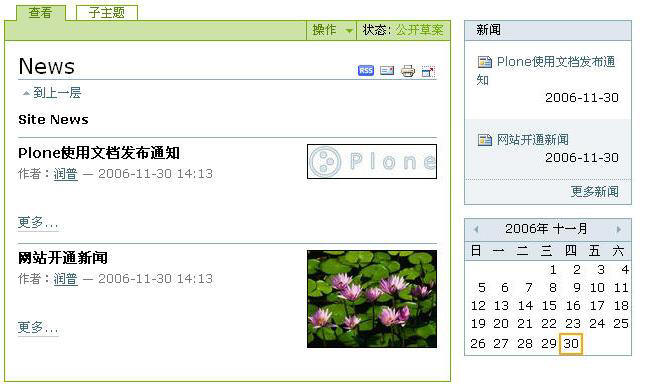 查看
子主题
操作
状态: 公开草案
News
RSS
到上一层
Site News
Plone使用文档发布通知
作者：润普 — 2006-11-30 14:13
Plone
更多...
网站开通新闻
作者：润普 — 2006-11-30 14:13
更多...
新闻
Plone使用文档发布通
知
2006-11-30
网站开通新闻
2006-11-30
更多新闻
2006年 十一月
日 一 二 三 四 五 六
1 2 3 4
5 6 7 8 9 10 11
12 13 14 15 16 17 18
19 20 21 22 23 24 25
26 27 28 29 30